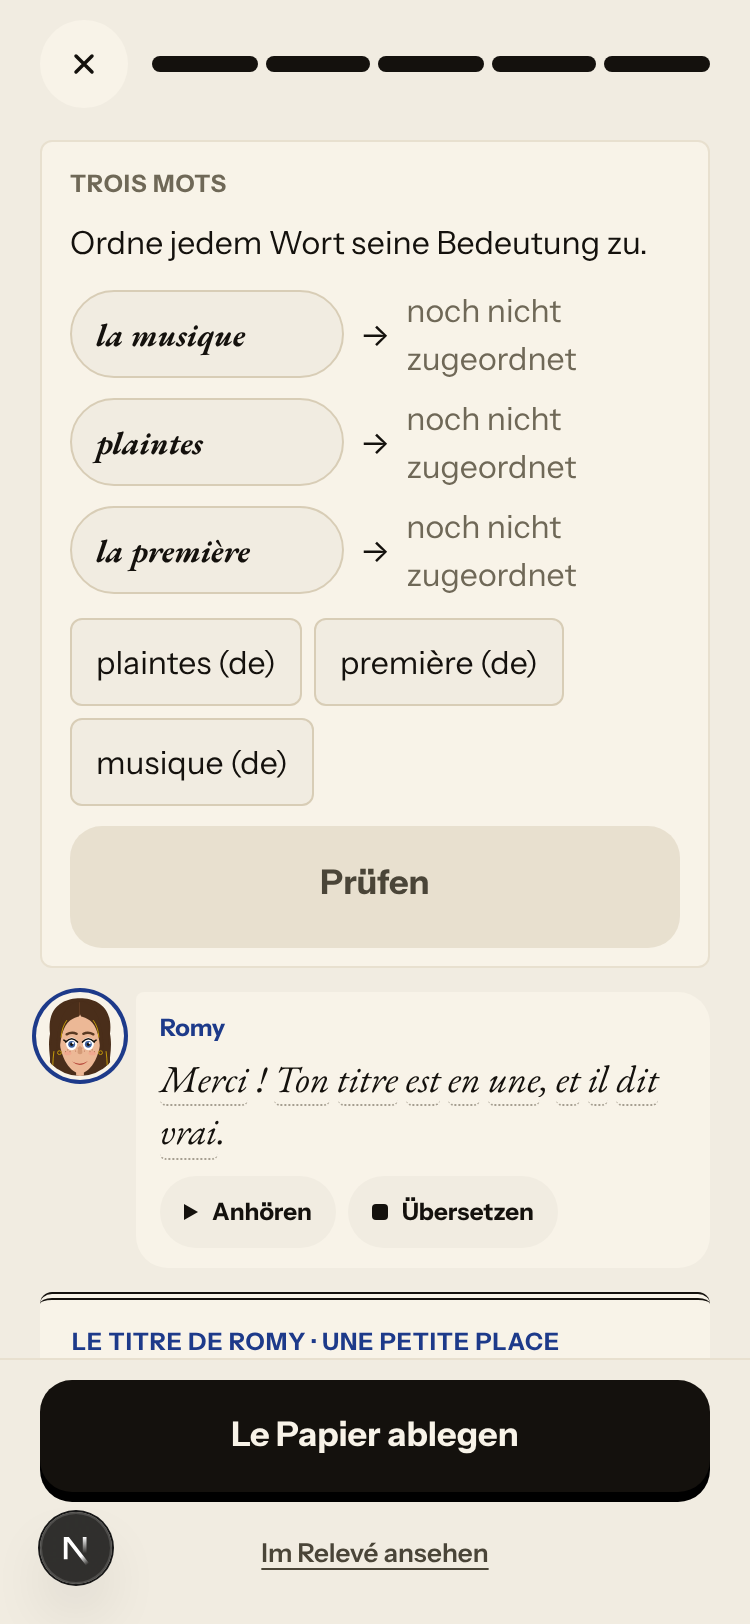 TROIS MOTS
Ordne jedem Wort seine Bedeutung zu.
la musique → noch nicht zugeordnet
plaintes → noch nicht zugeordnet
la première → noch nicht zugeordnet
plaintes (de) première (de)
musique (de)
Prüfen
Romy
Merci ! Ton titre est en une, et il dit
vrai.
Anhören Übersetzen
LE TITRE DE ROMY · UNE PETITE PLACE
Le Papier ablegen
N
Im Relevé ansehen